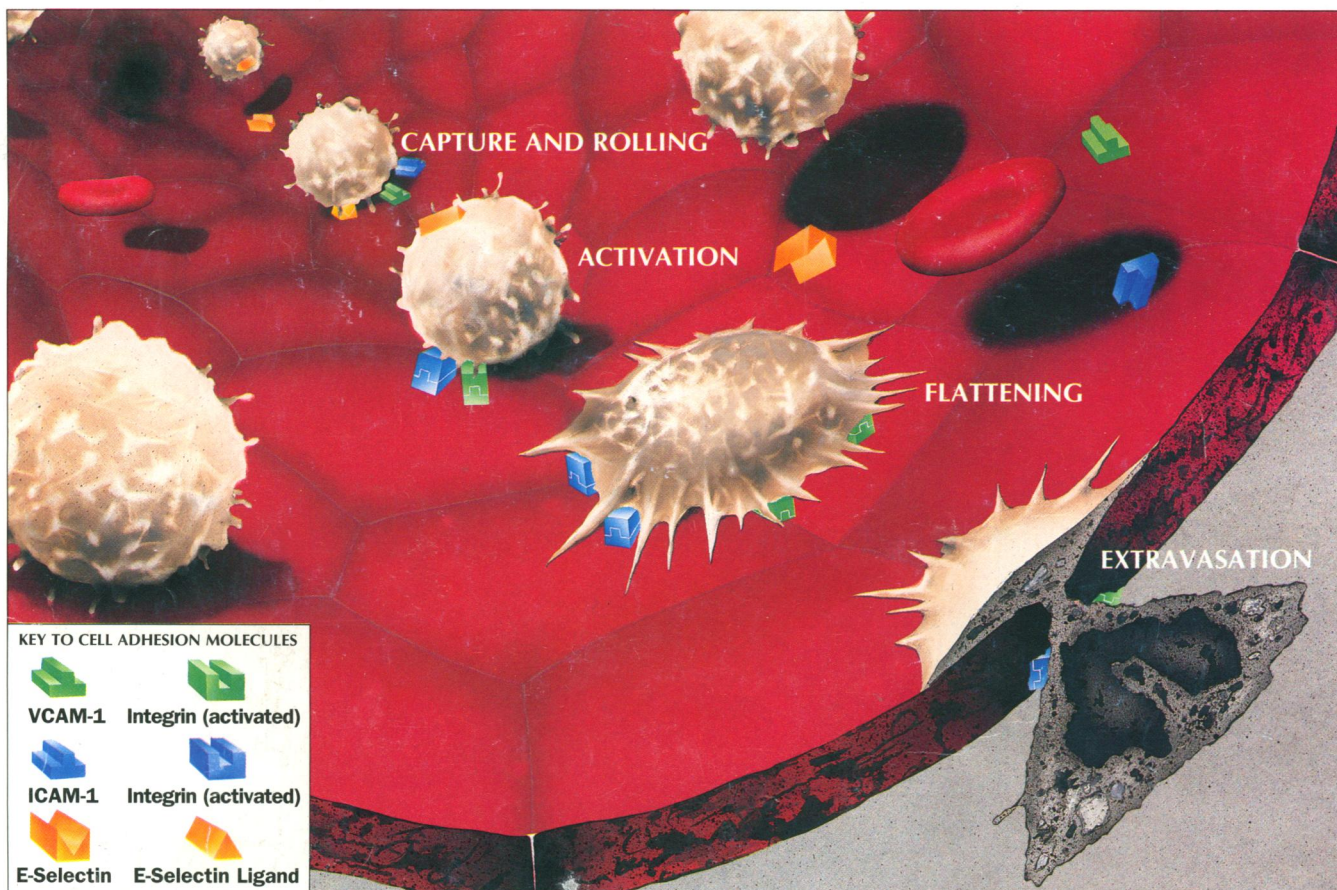 CAPTURE AND ROLLING
ACTIVATION
FLATTENING
EXTRAVASATION
KEY TO CELL ADHESION MOLECULES
VCAM-1 Integrin (activated)
ICAM-1 Integrin (activated)
E-Selectin E-Selectin Ligand